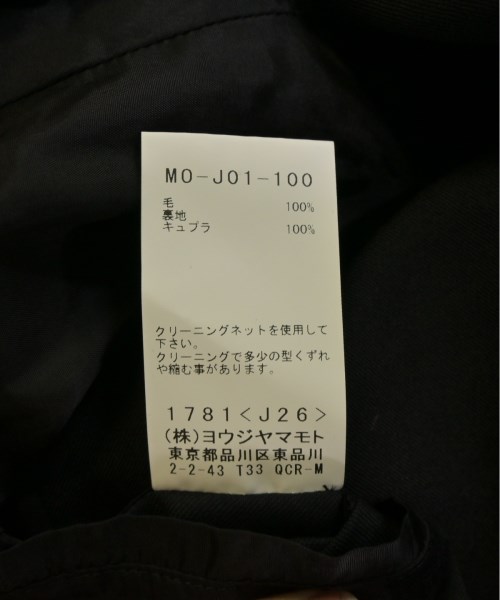 MO-J01-100
毛 100%
裏地
キュプラ 100%
クリーニングネットを使用して
下さい。
クリーニングで多少の型くずれ
や縮む事があります。
1781<J26>
(株)ヨウジヤマモト
東京都品川区東品川
2-2-43 T33 QCR-M